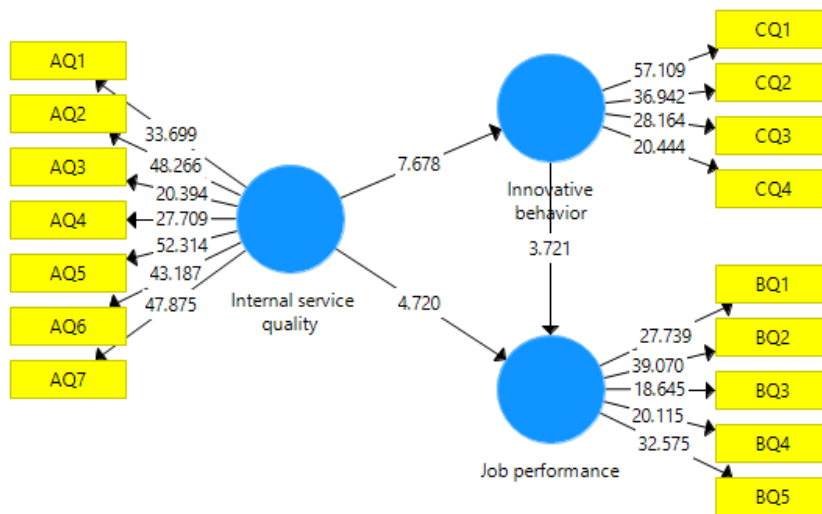 AQ1
AQ2
AQ3
AQ4
AQ5
AQ6
AQ7
33.699
48.266
20.394
27.709
52.314
43.187
47.875
Internal service
quality
7.678
4.720
Innovative
behavior
3.721
57.109
36.942
28.164
20.444
CQ1
CQ2
CQ3
CQ4
Job performance
27.739
39.070
18.645
20.115
32.575
BQ1
BQ2
BQ3
BQ4
BQ5